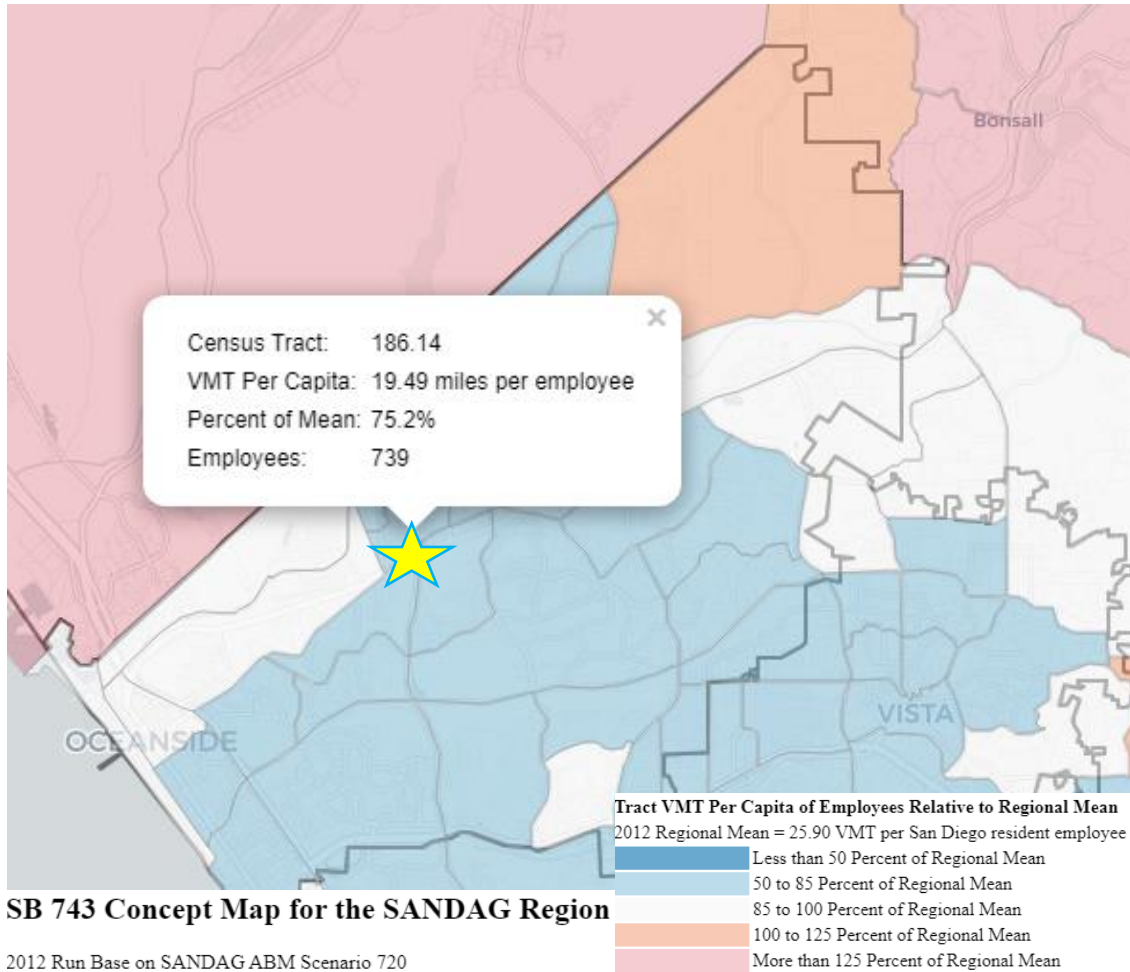 Bonsall
×
Census Tract: 186.14
VMT Per Capita: 19.49 miles per employee
Percent of Mean: 75.2%
Employees: 739
VISTA
OCEANSIDE
Tract VMT Per Capita of Employees Relative to Regional Mean
2012 Regional Mean = 25.90 VMT per San Diego resident employee
Less than 50 Percent of Regional Mean
50 to 85 Percent of Regional Mean
85 to 100 Percent of Regional Mean
100 to 125 Percent of Regional Mean
More than 125 Percent of Regional Mean
SB 743 Concept Map for the SANDAG Region
2012 Run Base on SANDAG ABM Scenario 720